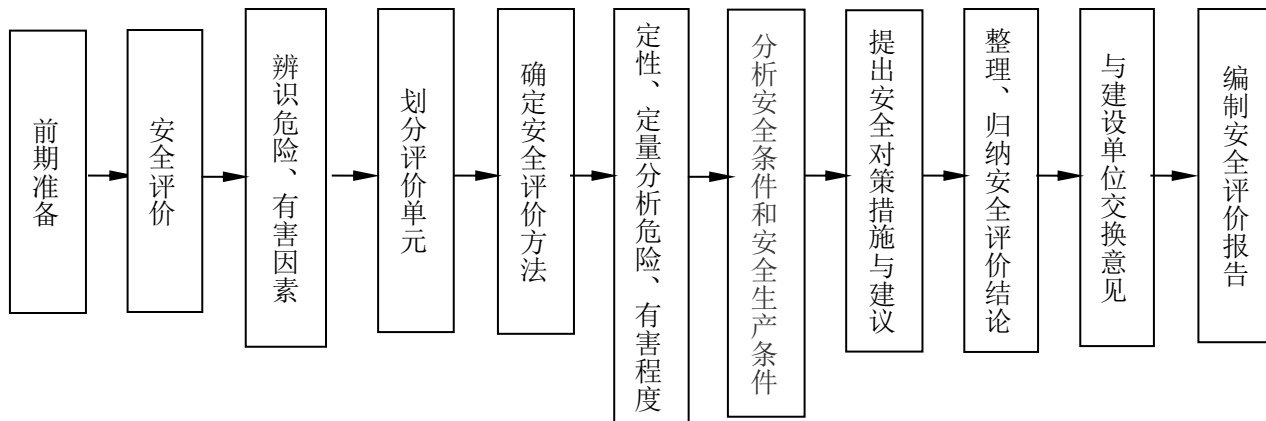 前期准备
安全评价
辨识危险、有害因素
划分评价单元
确定安全评价方法
定性、定量分析危险、有害程度
分析安全条件和安全生产条件
提出安全对策措施与建议
整理、归纳安全评价结论
与建设单位交换意见
编制安全评价报告